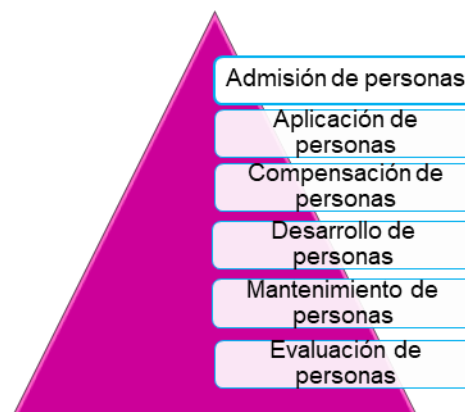 Admisión de personas
Aplicación de
personas
Compensación de
personas
Desarrollo de
personas
Mantenimiento de
personas
Evaluación de
personas